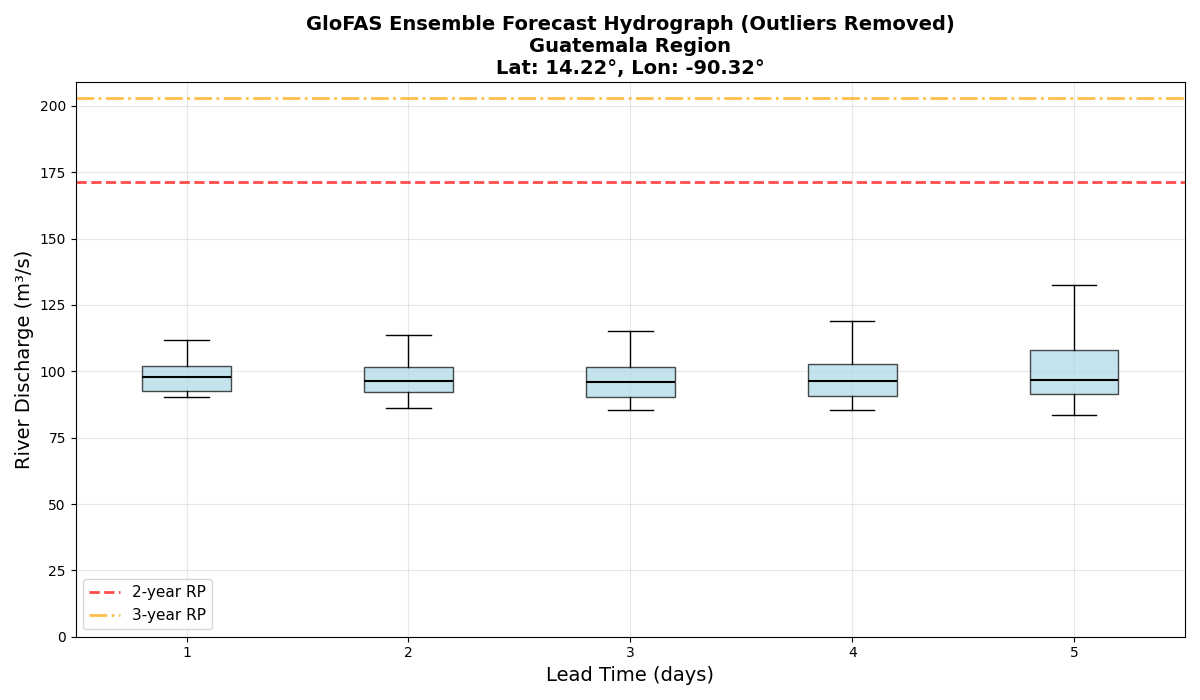 GloFAS Ensemble Forecast Hydrograph (Outliers Removed)
Guatemala Region
Lat: 14.22°, Lon: -90.32°
River Discharge (m³/s)
200
175
150
125
100
75
50
25
0
2-year RP
3-year RP
1 2 3 4 5
Lead Time (days)